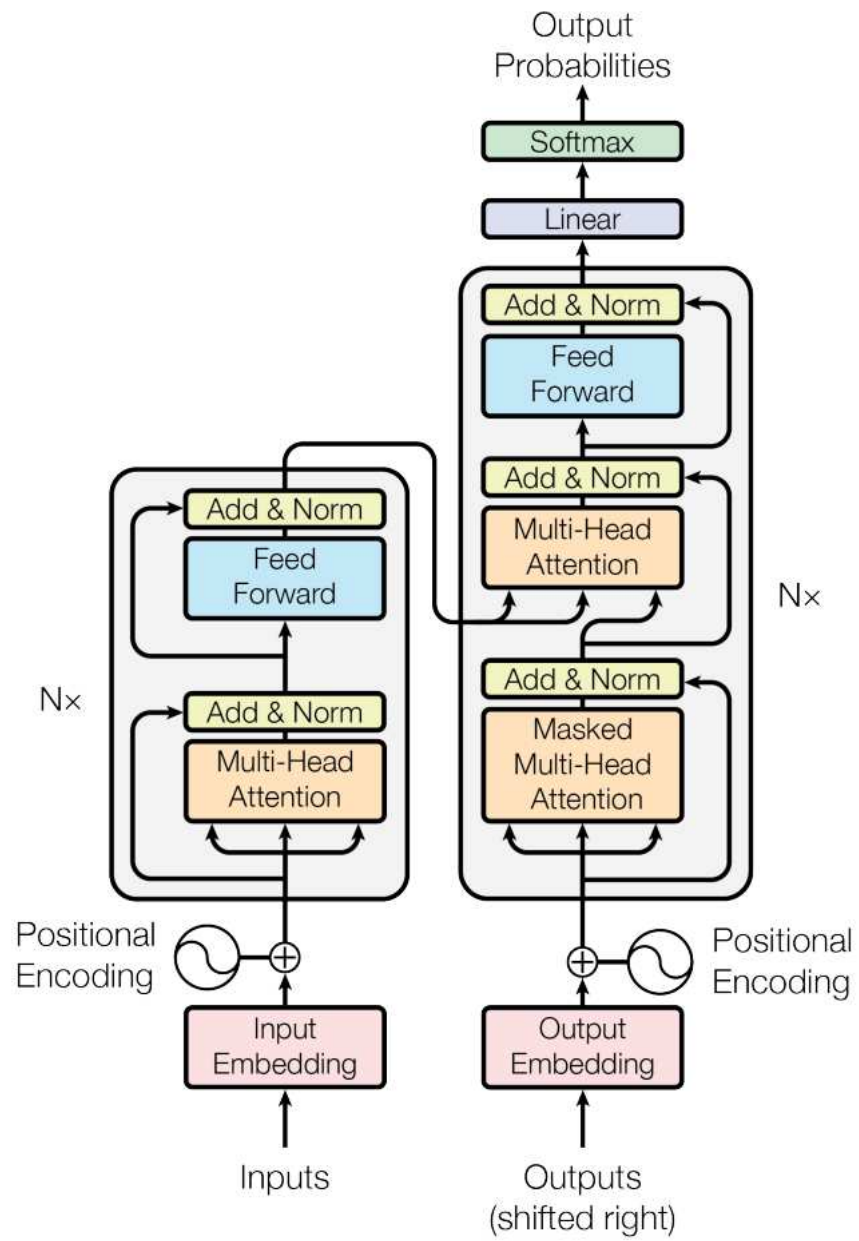 Output
Probabilities
Softmax
Linear
Add & Norm
Feed
Forward
Add & Norm
Multi-Head
Attention
Add & Norm
Masked
Multi-Head
Attention
N×
Add & Norm
Feed
Forward
Add & Norm
Multi-Head
Attention
N×
Positional
Encoding
Positional
Encoding
Input
Embedding
Output
Embedding
Inputs
Outputs
(shifted right)